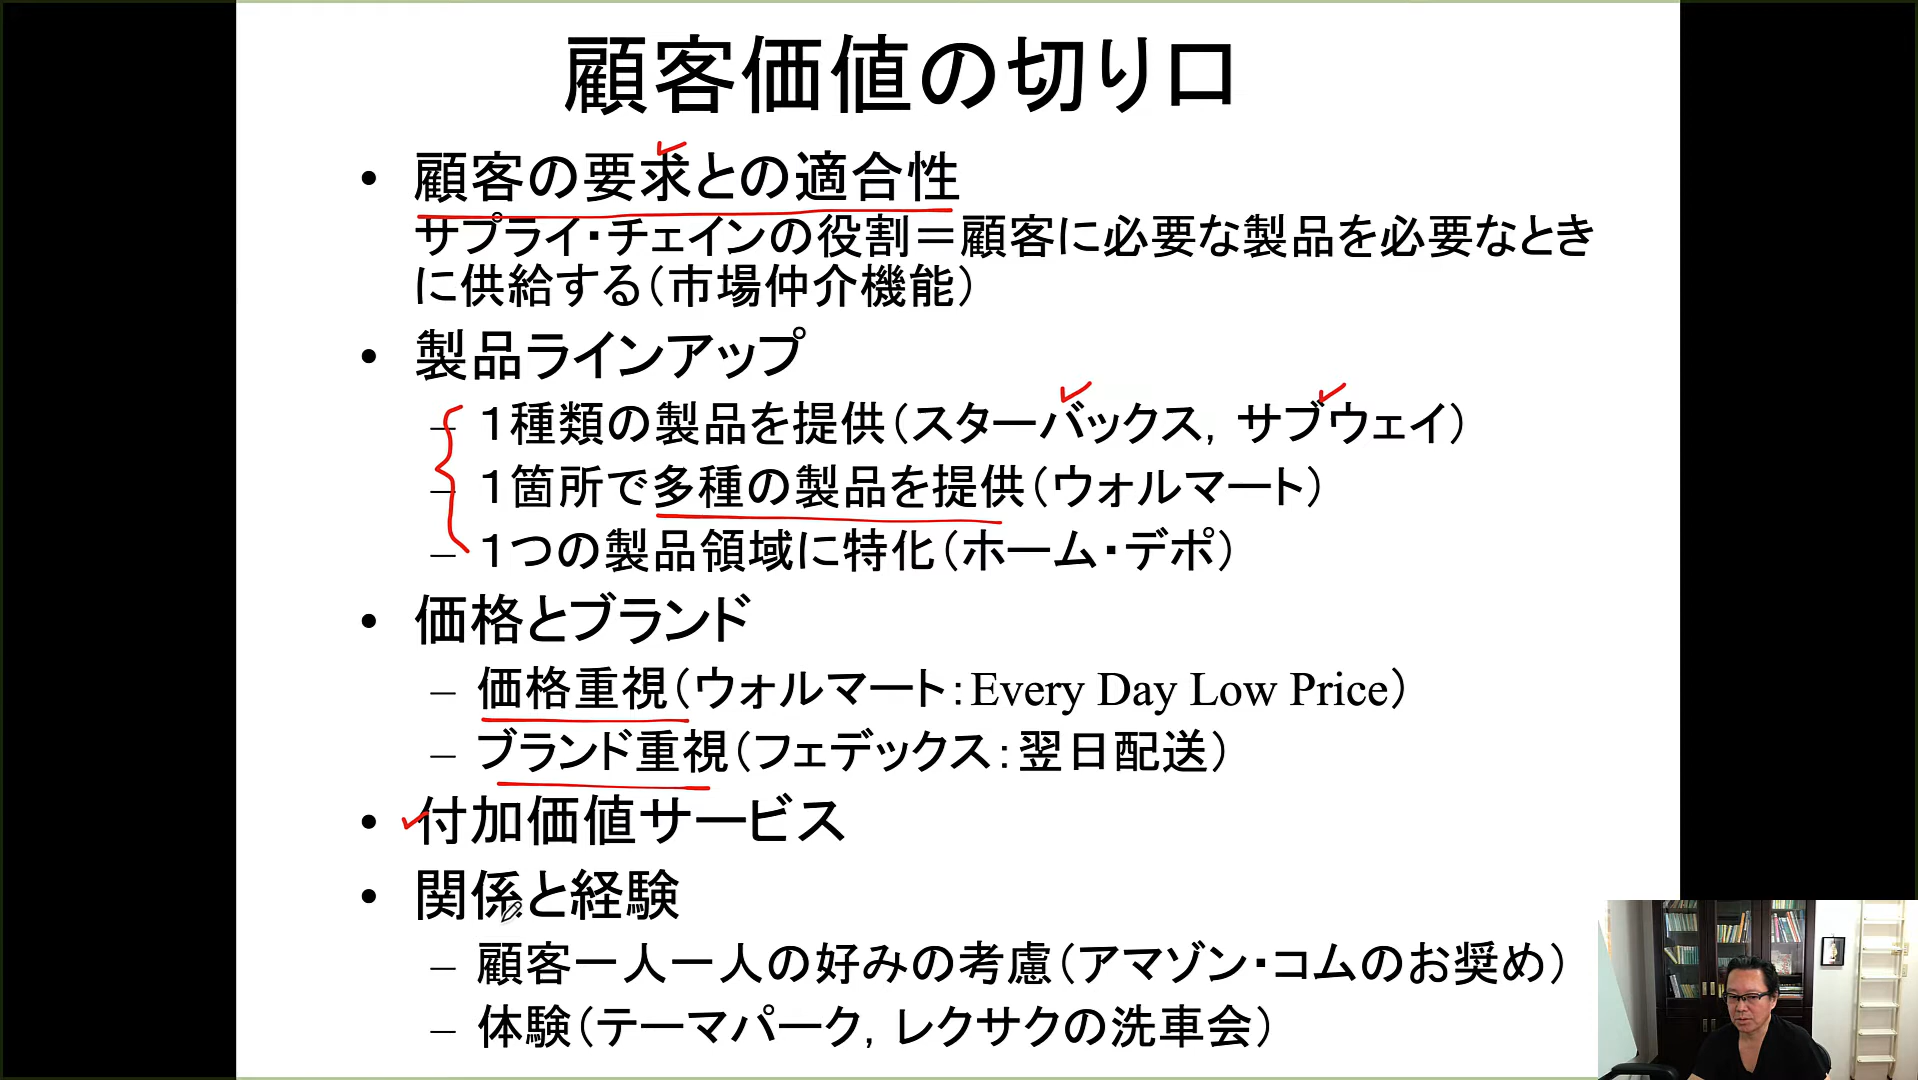 顧客価値の切り口
• 顧客の要求との適合性
サプライ・チェインの役割＝顧客に必要な製品を必要なとき
に供給する（市場仲介機能）
• 製品ラインアップ
– １種類の製品を提供（スターバックス，サブウェイ）
– １箇所で多種の製品を提供（ウォルマート）
– １つの製品領域に特化（ホーム・デポ）
• 価格とブランド
– 価格重視（ウォルマート：Every Day Low Price）
– ブランド重視（フェデックス：翌日配送）
• 付加価値サービス
• 関係と経験
– 顧客一人一人の好みの考慮（アマゾン・コムのお奨め）
– 体験（テーマパーク，レクサクの洗車会）